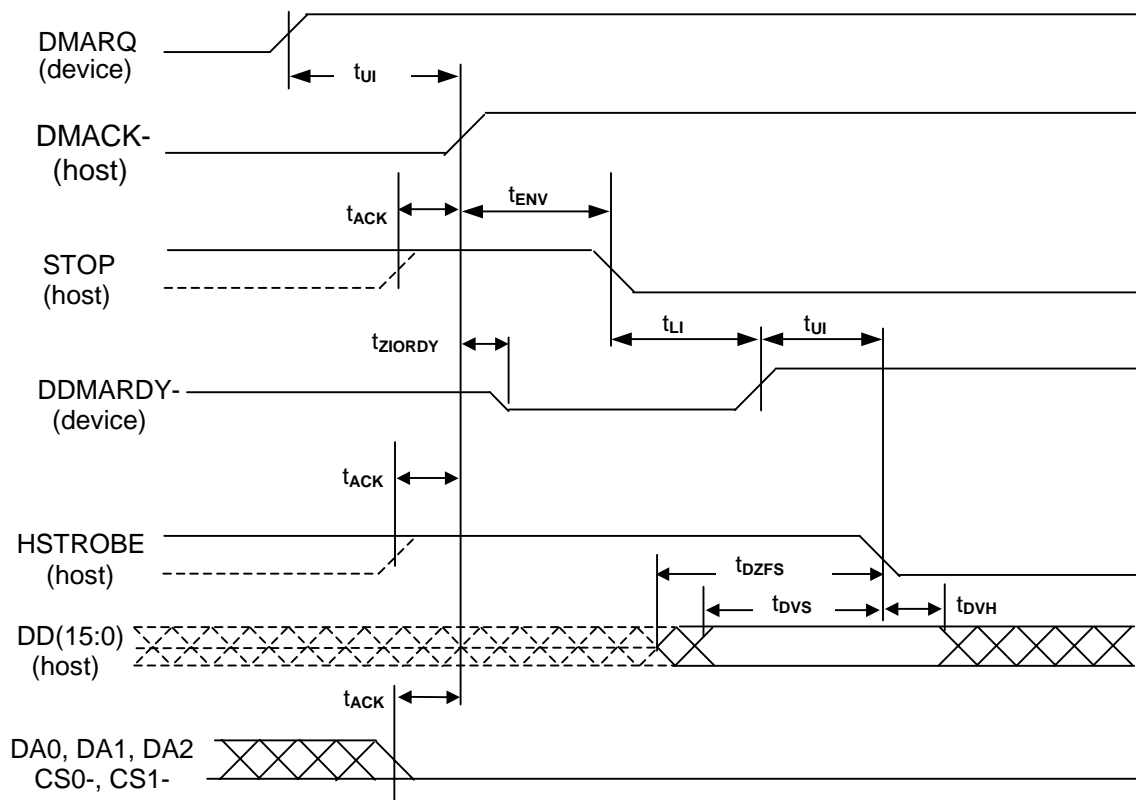 DMARQ
(device)
tUI
DMACK-
(host)
tACK
tENV
STOP
(host)
tZIORDY
tLI
tUI
DDMARDY-
(device)
tACK
HSTROBE
(host)
tDZFS
tDVS
tDVH
DD(15:0)
(host)
tACK
DA0, DA1, DA2
CS0-, CS1-